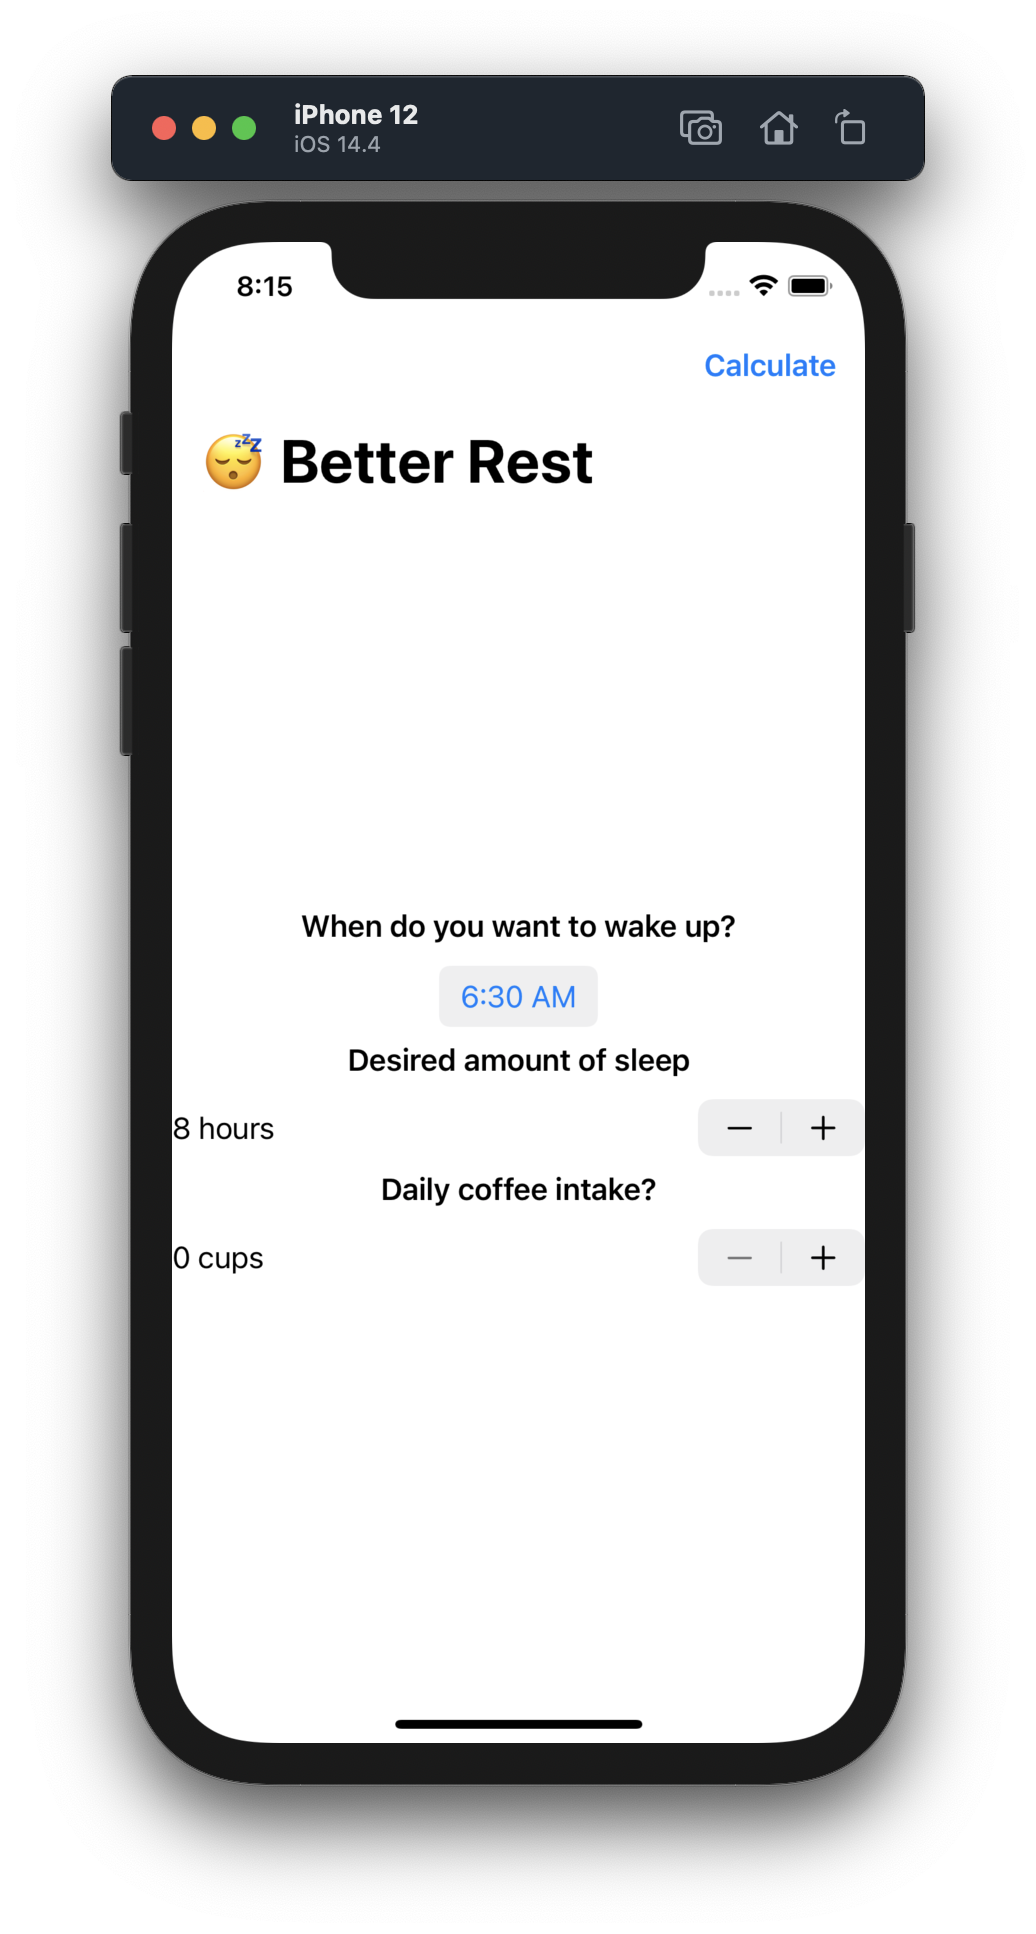 iPhone 12
iOS 14.4
8:15
Calculate
😴 Better Rest
When do you want to wake up?
6:30 AM
Desired amount of sleep
8 hours
Daily coffee intake?
0 cups